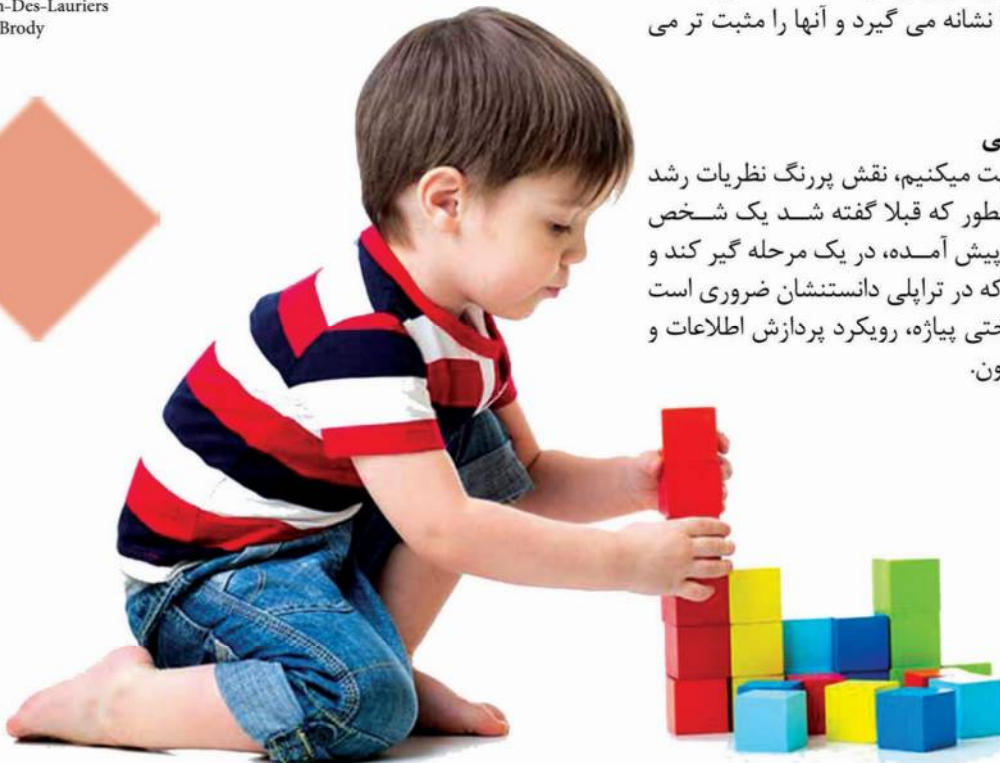 n-Des-Lauriers
Brody
نشانه می گیرد و آنها را مثبت تر می
ی
ت میکنیم، نقش پررنگ نظریات رشد
طور که قبلا گفته شــد یک شــخص
پیش آمــده، در یک مرحله گیر کند و
که در تراپلی دانستنشان ضروری است
ختی پیاژه، رویکرد پردازش اطلاعات و
ون.